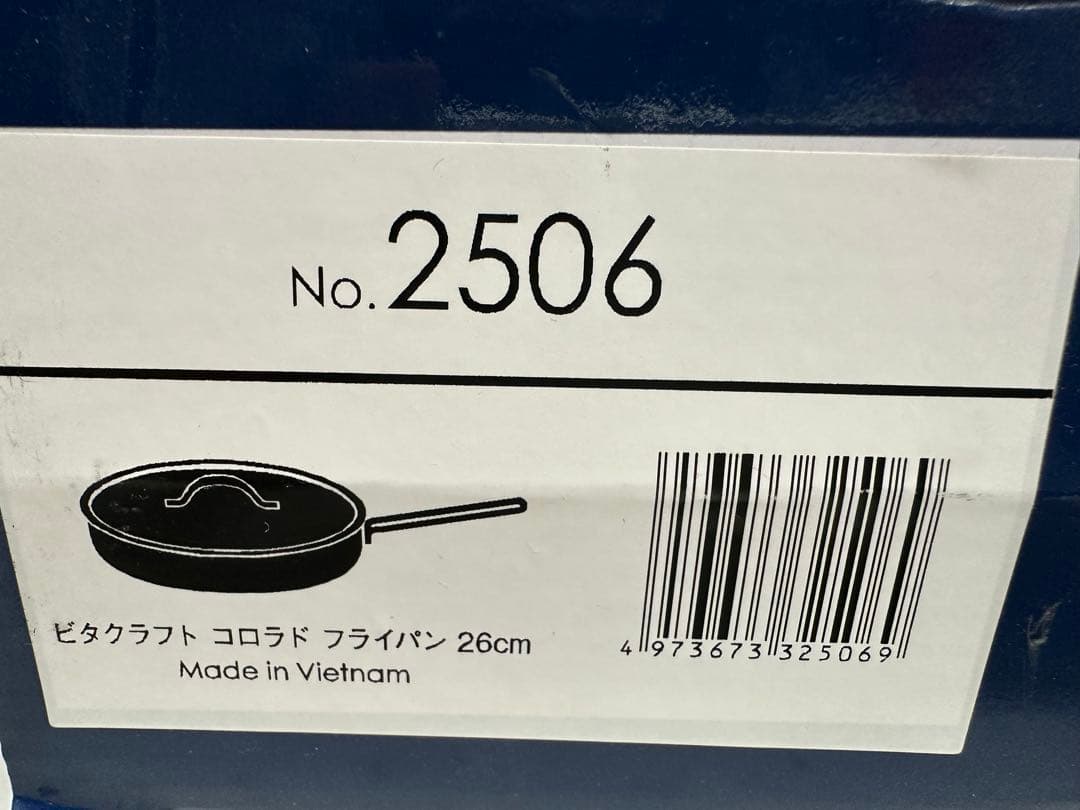 No.2506
ビタクラフト コロラド フライパン 26cm
Made in Vietnam
4 973673 325069